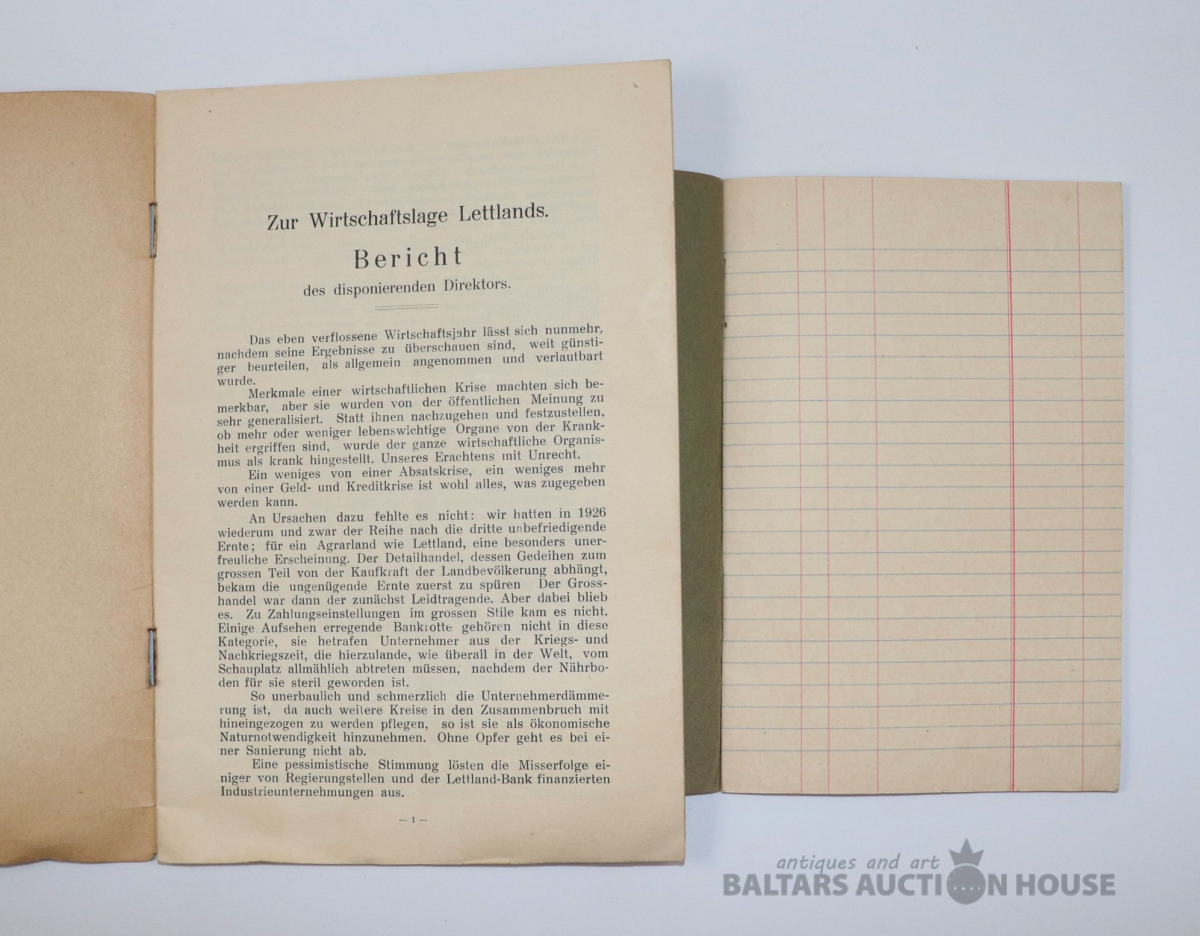 Zur Wirtschaftslage Lettlands.
Bericht
des disponierenden Direktors.
Das eben verflossene Wirtschaftsjahr lässt sich nunmehr,
nachdem seine Ergebnisse zu überschauen sind, weit günsti-
ger beurteilen, als allgemein angenommen und verlautbart
wurde.
Merkmale einer wirtschaftlichen Krise machten sich be-
merkbar, aber sie wurden von der öffentlichen Meinung zu
sehr generalisiert. Statt ihnen nachzugehen und festzustellen,
ob mehr oder weniger lebenswichtige Organe von der Krank-
heit ergriffen sind, wurde der ganze wirtschaftliche Organis-
mus als krank hingestellt. Unseres Erachtens mit Unrecht.
Ein weniges von einer Absatskrise, ein weniges mehr
von einer Geld- und Kreditkrise ist wohl alles, was zugegeben
werden kann.
An Ursachen dazu fehlte es nicht: wir hatten in 1926
wiederum und zwar der Reihe nach die dritte unbefriedigende
Ernte; für ein Agrarland wie Lettland, eine besonders uner-
freuliche Erscheinung. Der Detailhandel, dessen Gedeihen zum
grossen Teil von der Kaufkraft der Landbevölkerung abhängt,
bekam die ungenügende Ernte zuerst zu spüren Der Gross-
handel war dann der zunächst Leidtragende. Aber dabei blieb
es. Zu Zahlungseinstellungen im grossen Stile kam es nicht.
Einige Aufsehen erregende Bankrotte gehören nicht in diese
Kategorie, sie hetrafen Unternehmer aus der Kriegs- und
Nachkriegszeit, die hierzulande, wie überall in der Welt, vom
Schauplatz allmählich abtreten müssen, nachdem der Nährbo-
den für sie steril geworden ist.
So unerbaulich und schmerzlich die Unternehmerdämme-
rung ist, da auch weitere Kreise in den Zusammenbruch mit
hineingezogen zu werden pflegen, so ist sie als ökonomische
Naturnotwendigkeit hinzunehmen. Ohne Opfer geht es bei ei-
ner Sanierung nicht ab.
Eine pessimistische Stimmung lösten die Misserfolge ei-
niger von Regierungstellen und der Lettland-Bank finanzierten
Industrieunternehmungen aus.
— 1 —
antiques and art
BALTARS AUCTION HOUSE